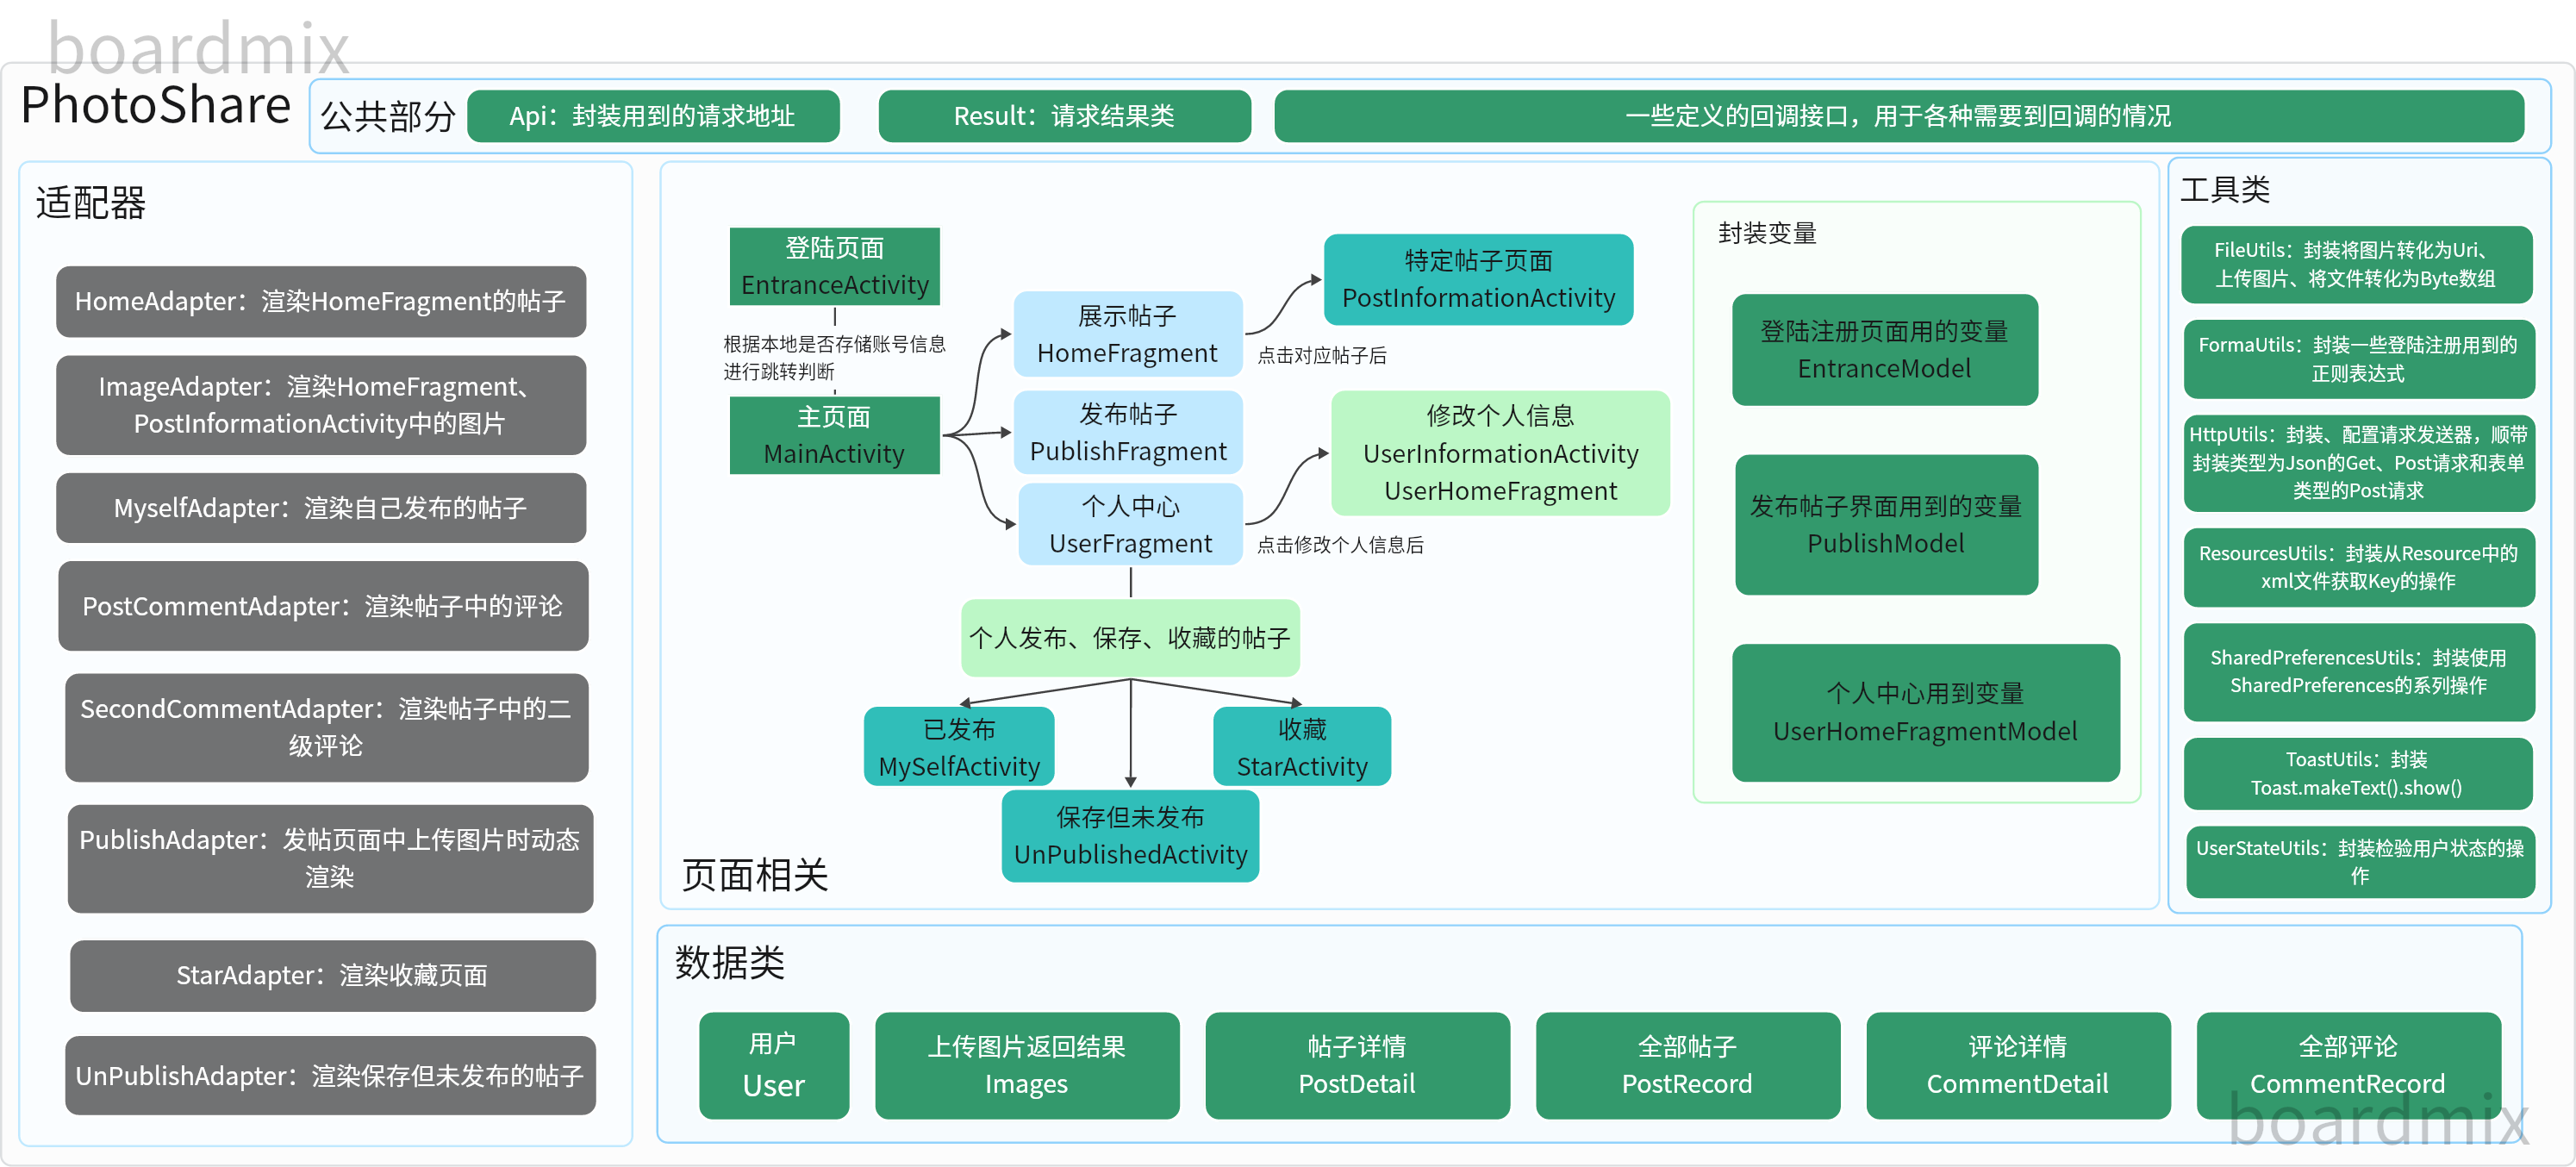 boardmix
PhotoShare
公共部分
Api：封装用到的请求地址
Result：请求结果类
一些定义的回调接口，用于各种需要到回调的情况
适配器
HomeAdapter：渲染HomeFragment的帖子
ImageAdapter：渲染HomeFragment、
PostInformationActivity中的图片
MyselfAdapter：渲染自己发布的帖子
PostCommentAdapter：渲染帖子中的评论
SecondCommentAdapter：渲染帖子中的二
级评论
PublishAdapter：发帖页面中上传图片时动态
渲染
StarAdapter：渲染收藏页面
UnPublishAdapter：渲染保存但未发布的帖子
登陆页面
EntranceActivity
根据本地是否存储账号信息
进行跳转判断
主页面
MainActivity
展示帖子
HomeFragment
发布帖子
PublishFragment
个人中心
UserFragment
特定帖子页面
PostInformationActivity
点击对应帖子后
修改个人信息
UserInformationActivity
UserHomeFragment
点击修改个人信息后
个人发布、保存、收藏的帖子
已发布
MySelfActivity
收藏
StarActivity
保存但未发布
UnPublishedActivity
页面相关
封装变量
登陆注册页面用的变量
EntranceModel
发布帖子界面用到的变量
PublishModel
个人中心用到变量
UserHomeFragmentModel
工具类
FileUtils：封装将图片转化为Uri、
上传图片、将文件转化为Byte数组
FormaUtils：封装一些登陆注册用到的
正则表达式
HttpUtils：封装、配置请求发送器，顺带
封装类型为Json的Get、Post请求和表单
类型的Post请求
ResourcesUtils：封装从Resource中的
xml文件获取Key的操作
SharedPreferencesUtils：封装使用
SharedPreferences的系列操作
ToastUtils：封装
Toast.makeText().show()
UserStateUtils：封装检验用户状态的操
作
数据类
用户
User
上传图片返回结果
Images
帖子详情
PostDetail
全部帖子
PostRecord
评论详情
CommentDetail
全部评论
CommentRecord
boardmix